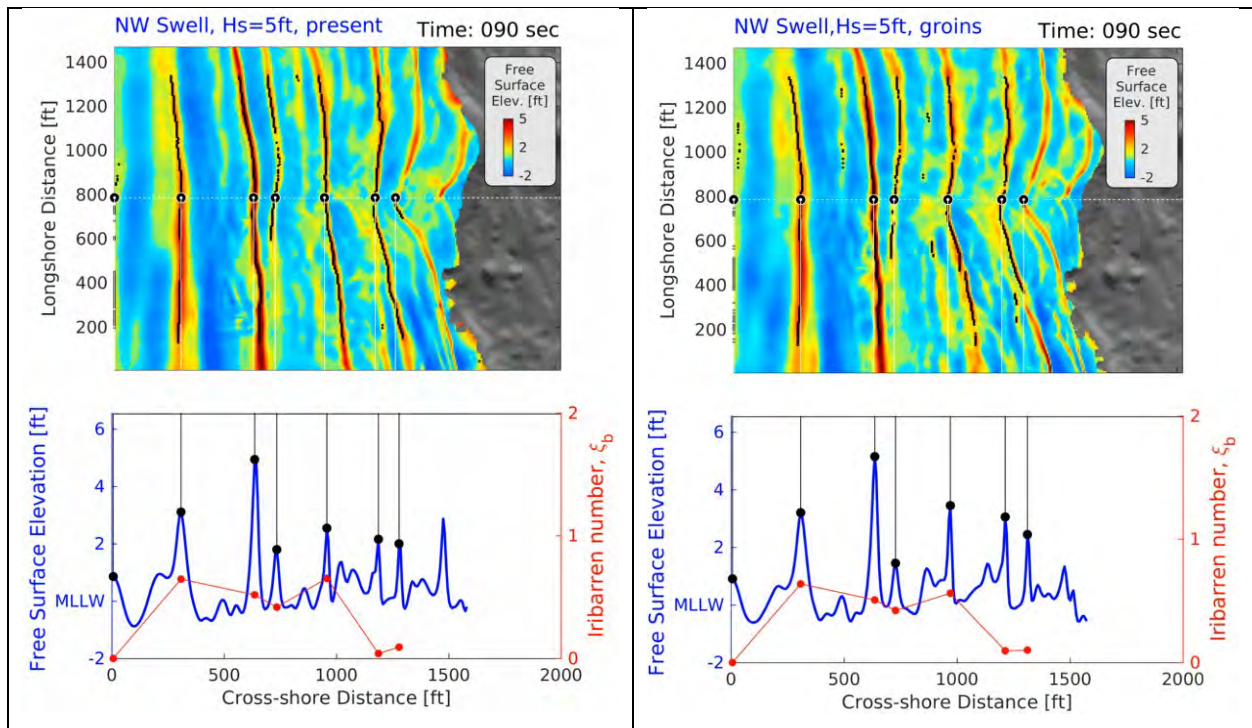 NW Swell, Hs=5ft, present
Time: 090 sec
1400
1200
1000
800
600
400
200
Longshore Distance [ft]
Free
Surface
Elev. [ft]
5
2
-2
6
4
2
MLLW
-2
Free Surface Elevation [ft]
0
500
1000
1500
2000
Cross-shore Distance [ft]
2
1
0
Iribarren number, ξb
NW Swell,Hs=5ft, groins
Time: 090 sec
1400
1200
1000
800
600
400
200
Longshore Distance [ft]
Free
Surface
Elev. [ft]
5
2
-2
6
4
2
MLLW
-2
Free Surface Elevation [ft]
0
500
1000
1500
2000
Cross-shore Distance [ft]
2
1
0
Iribarren number, ξb